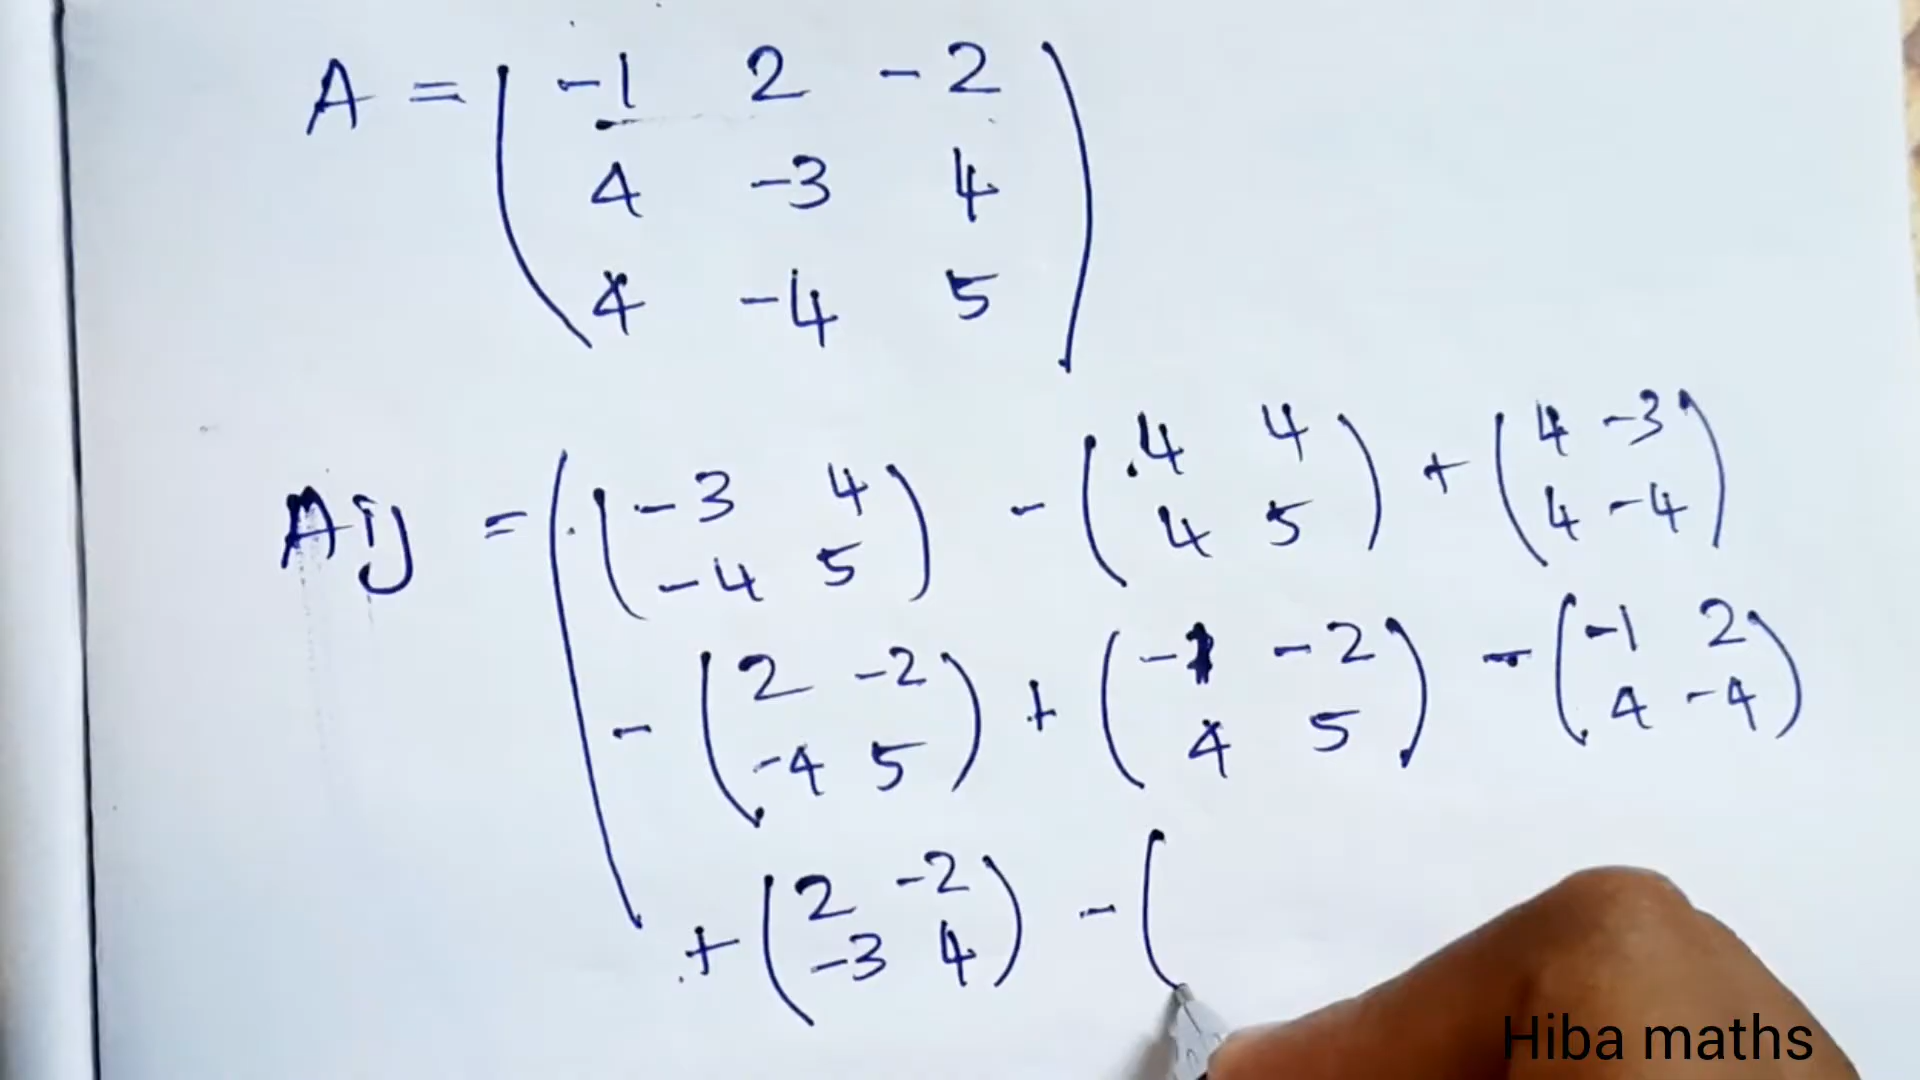 A = ( -1 2 -2
4 -3 4
4 -4 5 )
Aij = ( ( -3 4 ) - ( 4 4 ) + ( 4 -3 )
( -4 5 ) ( 4 5 ) ( 4 -4 )
- ( 2 -2 ) + ( -1 -2 ) - ( -1 2 )
( -4 5 ) ( 4 5 ) ( 4 -4 )
+ ( 2 -2 ) - (
( -3 4 )
Hiba maths